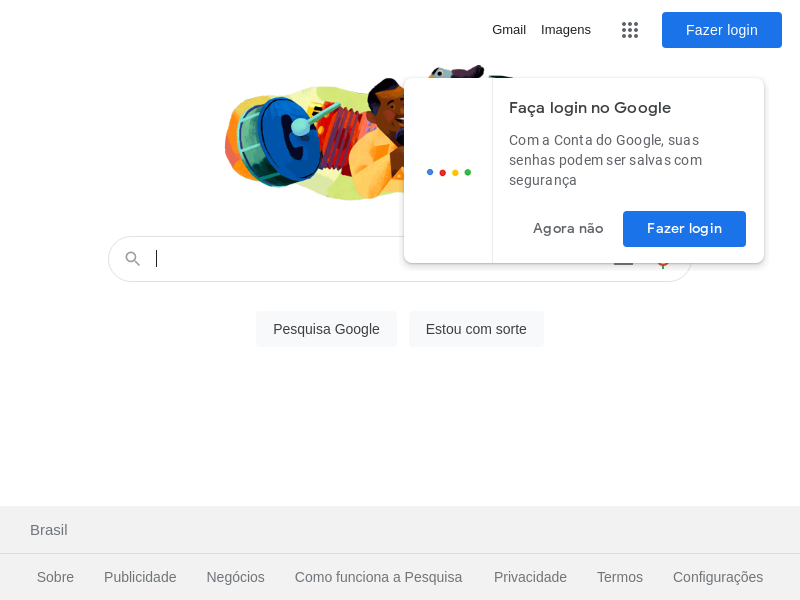 Gmail
Imagens
Fazer login
Faça login no Google
Com a Conta do Google, suas
senhas podem ser salvas com
segurança
Agora não
Fazer login
Pesquisa Google
Estou com sorte
Brasil
Sobre
Publicidade
Negócios
Como funciona a Pesquisa
Privacidade
Termos
Configurações